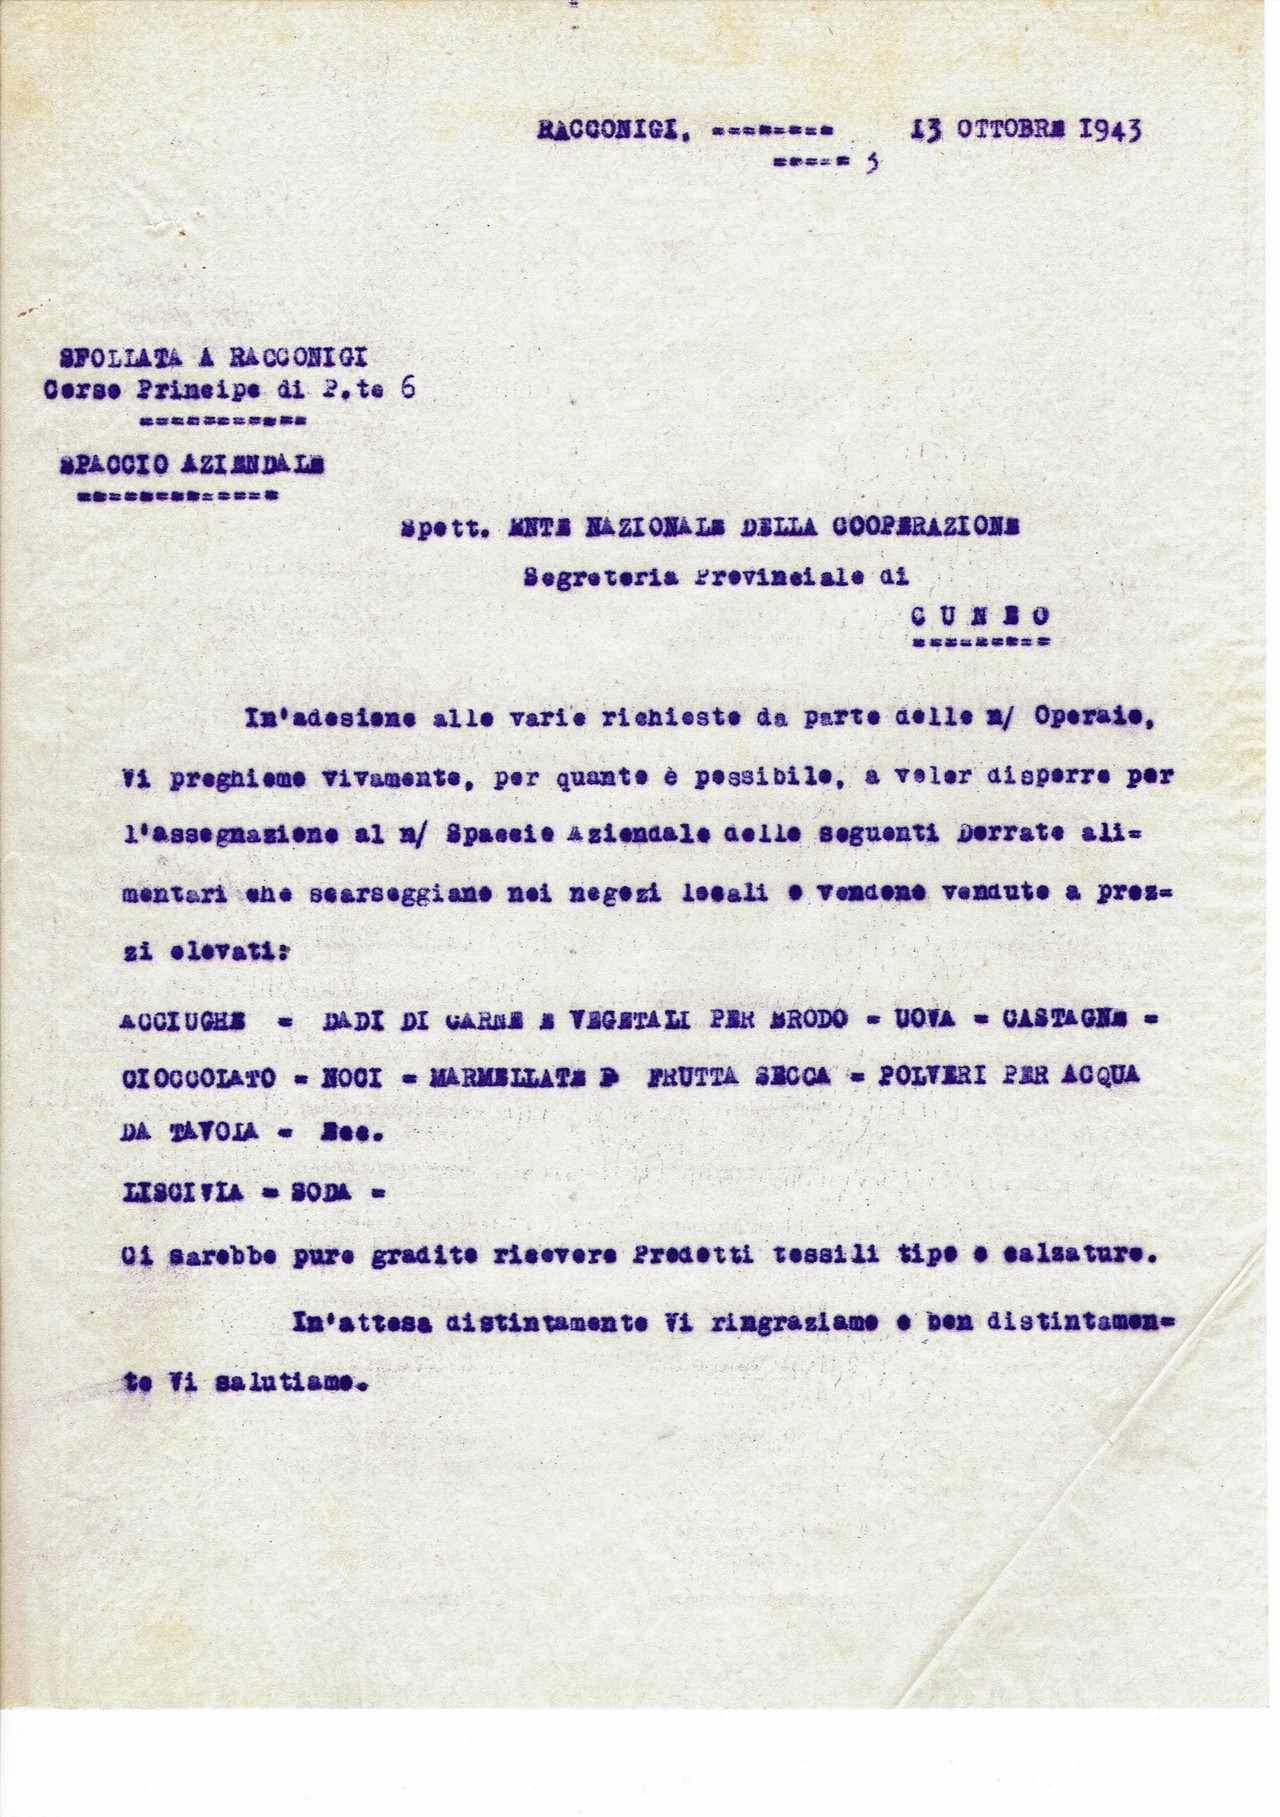 RACCONIGI, -------- 13 OTTOBRE 1943
----- 3
SFOLLATA A RACCONIGI
Corso Principe di P.te 6
===========
SPACCIO AZIENDALE
=============
Spett. ENTE NAZIONALE DELLA COOPERAZIONE
Segreteria Provinciale di
C U N E O
=========
In'adesione alle varie richieste da parte delle n/ Operaie,
Vi preghiamo vivamente, per quanto è possibile, a voler disporre per
l'assegnazione al n/ Spaccio Aziendale delle seguenti Derrate ali=
mentari che scarseggiano nei negozi locali e vendono vendute a prez=
zi elevati:
ACCIUGHE = DADI DI CARNE E VEGETALI PER BRODO = UOVA = CASTAGNE =
CIOCCOLATO = NOCI = MARMELLATE = FRUTTA SECCA = POLVERI PER ACQUA
DA TAVOLA = Ecc.
LISCIVIA = SODA =
Ci sarebbe pure gradito ricevere Prodotti tessili tipo e calzature.
In'attesa distintamente Vi ringraziamo e ben distintamen=
te Vi salutiamo.